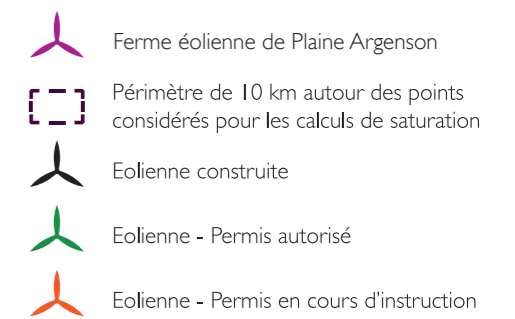 Ferme éolienne de Plaine Argenson
Périmètre de 10 km autour des points
considérés pour les calculs de saturation
Eolienne construite
Eolienne - Permis autorisé
Eolienne - Permis en cours d'instruction